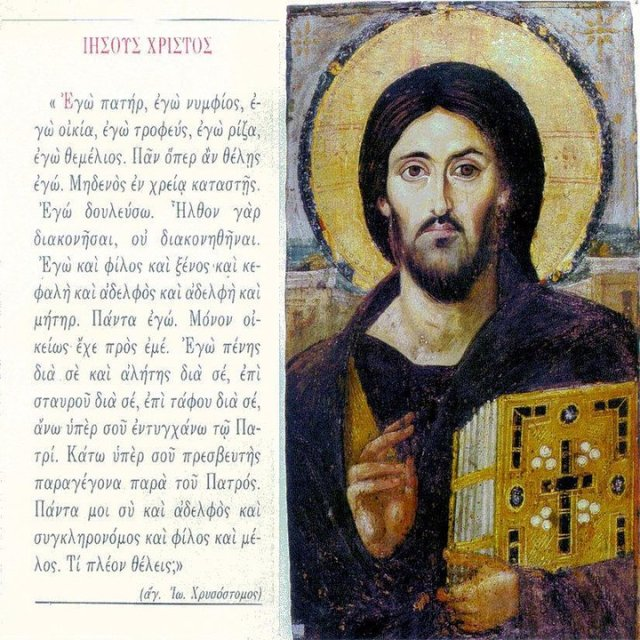 ΙΗΣΟΥΣ ΧΡΙΣΤΟΣ
« Ἐγὼ πατήρ, ἐγὼ νυμφίος, ἐ-
γὼ οἰκία, ἐγὼ τροφεύς, ἐγὼ ρίζα,
ἐγὼ θεμέλιος. Πᾶν ὅπερ ἂν θέλῃς
ἐγώ. Μηδενὸς ἐν χρείᾳ καταστῇς.
Ἐγὼ δουλεύσω. Ἦλθον γὰρ
διακονῆσαι, οὐ διακονηθῆναι.
Ἐγὼ καὶ φίλος καὶ ξένος καὶ κε-
φαλὴ καὶ ἀδελφὸς καὶ ἀδελφὴ καὶ
μήτηρ. Πάντα ἐγώ. Μόνον οἰ-
κείως ἔχε πρὸς ἐμέ. Ἐγὼ πένης
διὰ σὲ καὶ ἀλήτης διὰ σέ, ἐπὶ
σταυροῦ διὰ σέ, ἐπὶ τάφου διὰ σέ,
ἄνω ὑπὲρ σοῦ ἐντυγχάνω τῷ Πα-
τρί. Κάτω ὑπὲρ σοῦ πρεσβευτὴς
παραγέγονα παρὰ τοῦ Πατρός.
Πάντα μοι σὺ καὶ ἀδελφὸς καὶ
συγκληρονόμος καὶ φίλος καὶ μέ-
λος. Τί πλέον θέλεις;»
(ἁγ. Ἰω. Χρυσόστομος)